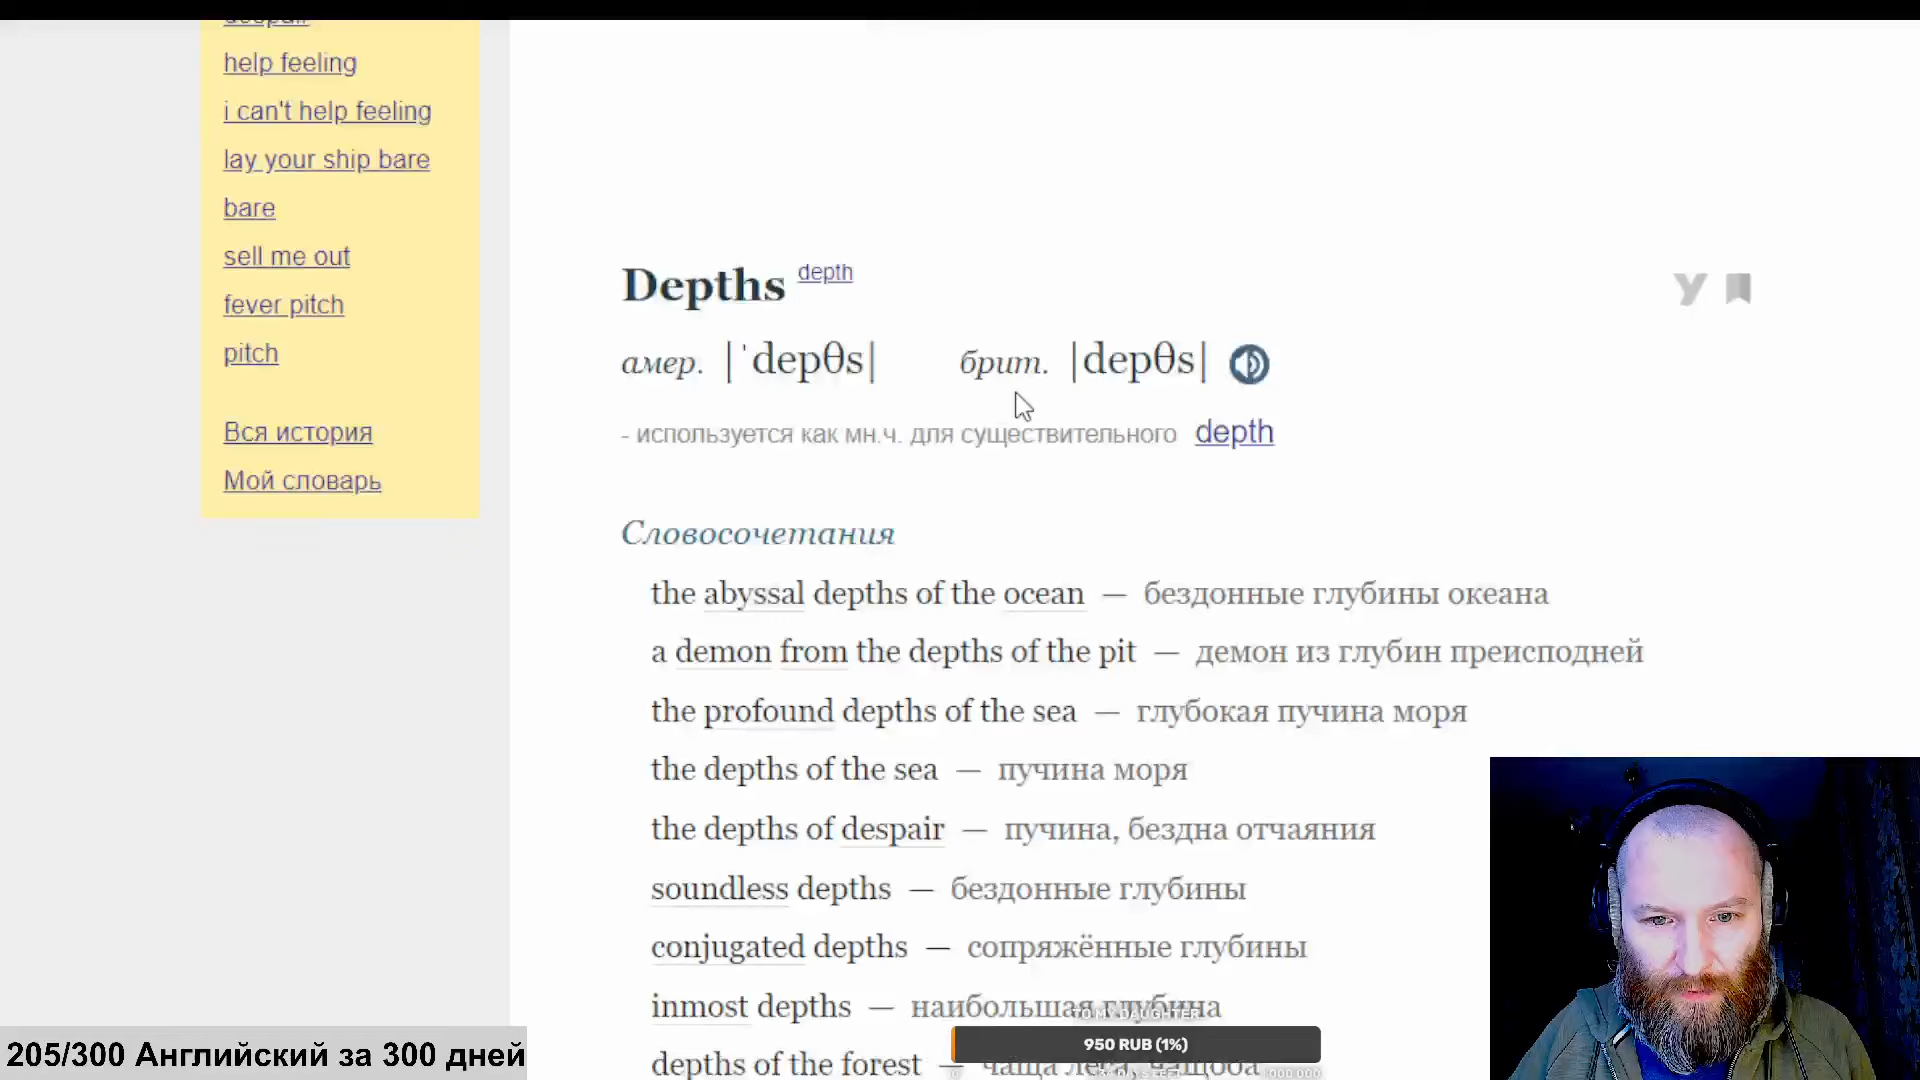 despair
help feeling
i can't help feeling
lay your ship bare
bare
sell me out
fever pitch
pitch
Вся история
Мой словарь
Depths depth
амер. |ˈdepθs| брит. |depθs|
- используется как мн.ч. для существительного depth
Словосочетания
the abyssal depths of the ocean — бездонные глубины океана
a demon from the depths of the pit — демон из глубин преисподней
the profound depths of the sea — глубокая пучина моря
the depths of the sea — пучина моря
the depths of despair — пучина, бездна отчаяния
soundless depths — бездонные глубины
conjugated depths — сопряжённые глубины
inmost depths — наибольшая глубина
TO MY DAUGHTER
205/300 Английский за 300 дней
950 RUB (1%)
depths of the forest — чаща леса, чащоба